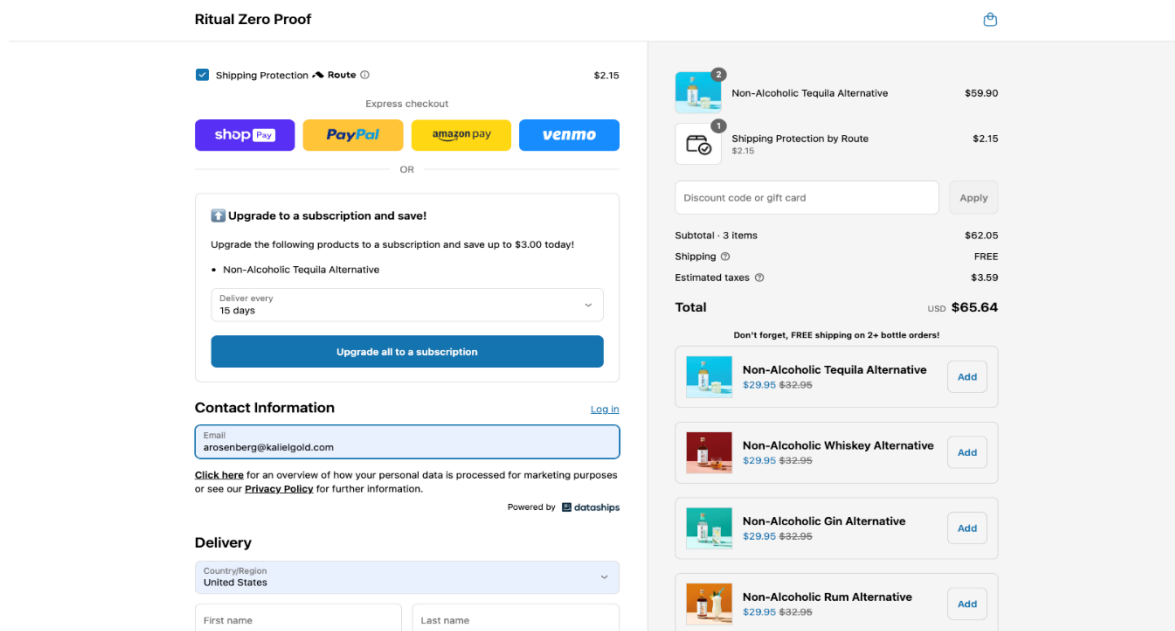 Ritual Zero Proof
Shipping Protection Route
$2.15
Express checkout
shop Pay
PayPal
amazon pay
venmo
OR
Upgrade to a subscription and save!
Upgrade the following products to a subscription and save up to $3.00 today!
• Non-Alcoholic Tequila Alternative
Deliver every
15 days
Upgrade all to a subscription
Contact Information
Log in
Email
arosenberg@kalielgold.com
Click here for an overview of how your personal data is processed for marketing purposes
or see our Privacy Policy for further information.
Powered by dataships
Delivery
Country/Region
United States
First name
Last name
2
Non-Alcoholic Tequila Alternative
$59.90
1
Shipping Protection by Route
$2.15
$2.15
Discount code or gift card
Apply
Subtotal · 3 items
$62.05
Shipping
FREE
Estimated taxes
$3.59
Total
USD $65.64
Don't forget, FREE shipping on 2+ bottle orders!
Non-Alcoholic Tequila Alternative
$29.95 $32.95
Add
Non-Alcoholic Whiskey Alternative
$29.95 $32.95
Add
Non-Alcoholic Gin Alternative
$29.95 $32.95
Add
Non-Alcoholic Rum Alternative
$29.95 $32.95
Add